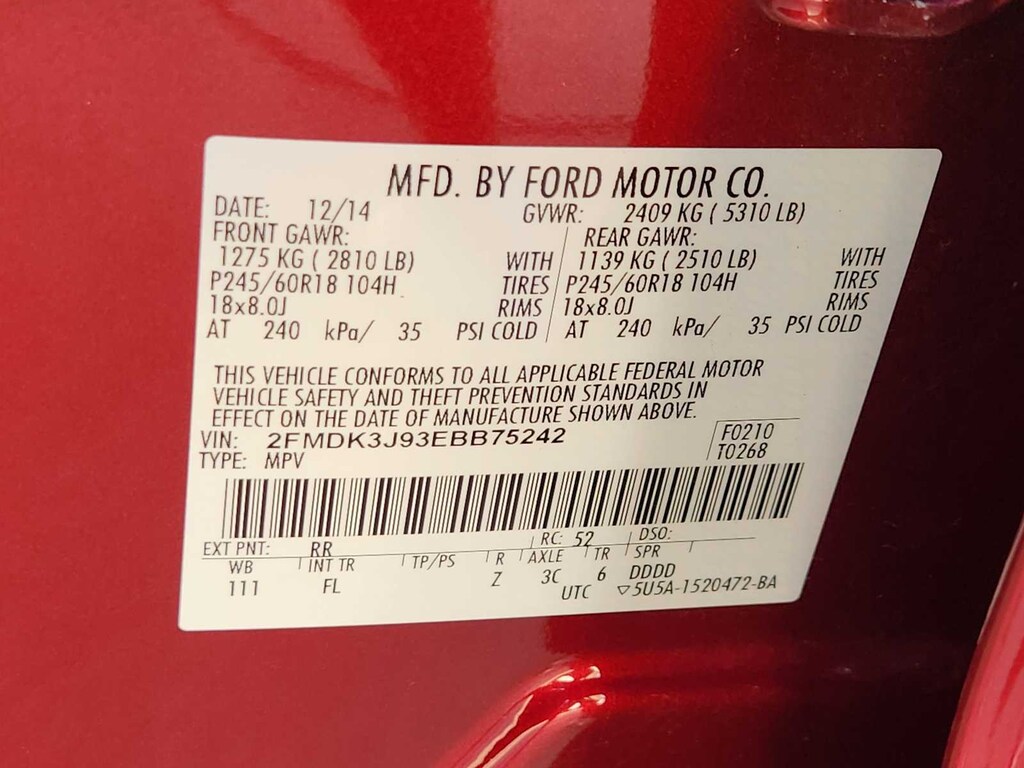 MFD. BY FORD MOTOR CO.
DATE: 12/14 GVWR: 2409 KG ( 5310 LB)
FRONT GAWR: REAR GAWR:
1275 KG ( 2810 LB) WITH 1139 KG ( 2510 LB) WITH
P245/60R18 104H TIRES P245/60R18 104H TIRES
18x8.0J RIMS 18x8.0J RIMS
AT 240 kPa/ 35 PSI COLD AT 240 kPa/ 35 PSI COLD
THIS VEHICLE CONFORMS TO ALL APPLICABLE FEDERAL MOTOR
VEHICLE SAFETY AND THEFT PREVENTION STANDARDS IN
EFFECT ON THE DATE OF MANUFACTURE SHOWN ABOVE.
VIN: 2FMDK3J93EBB75242 F0210
TYPE: MPV T0268
EXT PNT: RR RC: 52 DSO:
WB INT TR TP/PS R AXLE TR SPR
111 FL Z 3C 6 DDDD
UTC ▽5U5A-1520472-BA